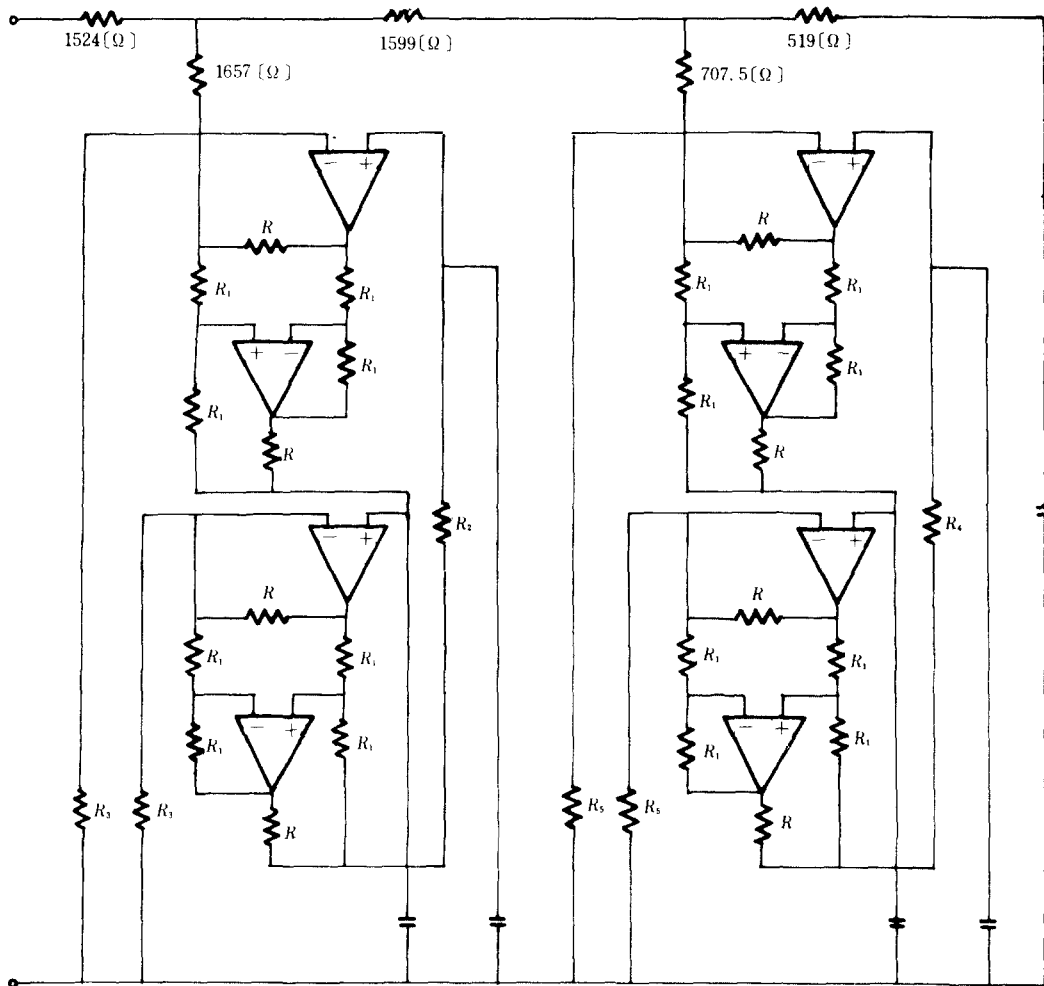 1524〔Ω〕 1599〔Ω〕 519〔Ω〕
1657〔Ω〕 707.5〔Ω〕
− + − +
R R
R₁ R₁ R₁ R₁
+ − + −
R₁ R₁
R₁ R₁
R R
− + R₂ − + R₄
R R
R₁ R₁ R₁ R₁
− + − +
R₁ R₁ R₁ R₁
R₃ R₃ R₅ R₅
R R